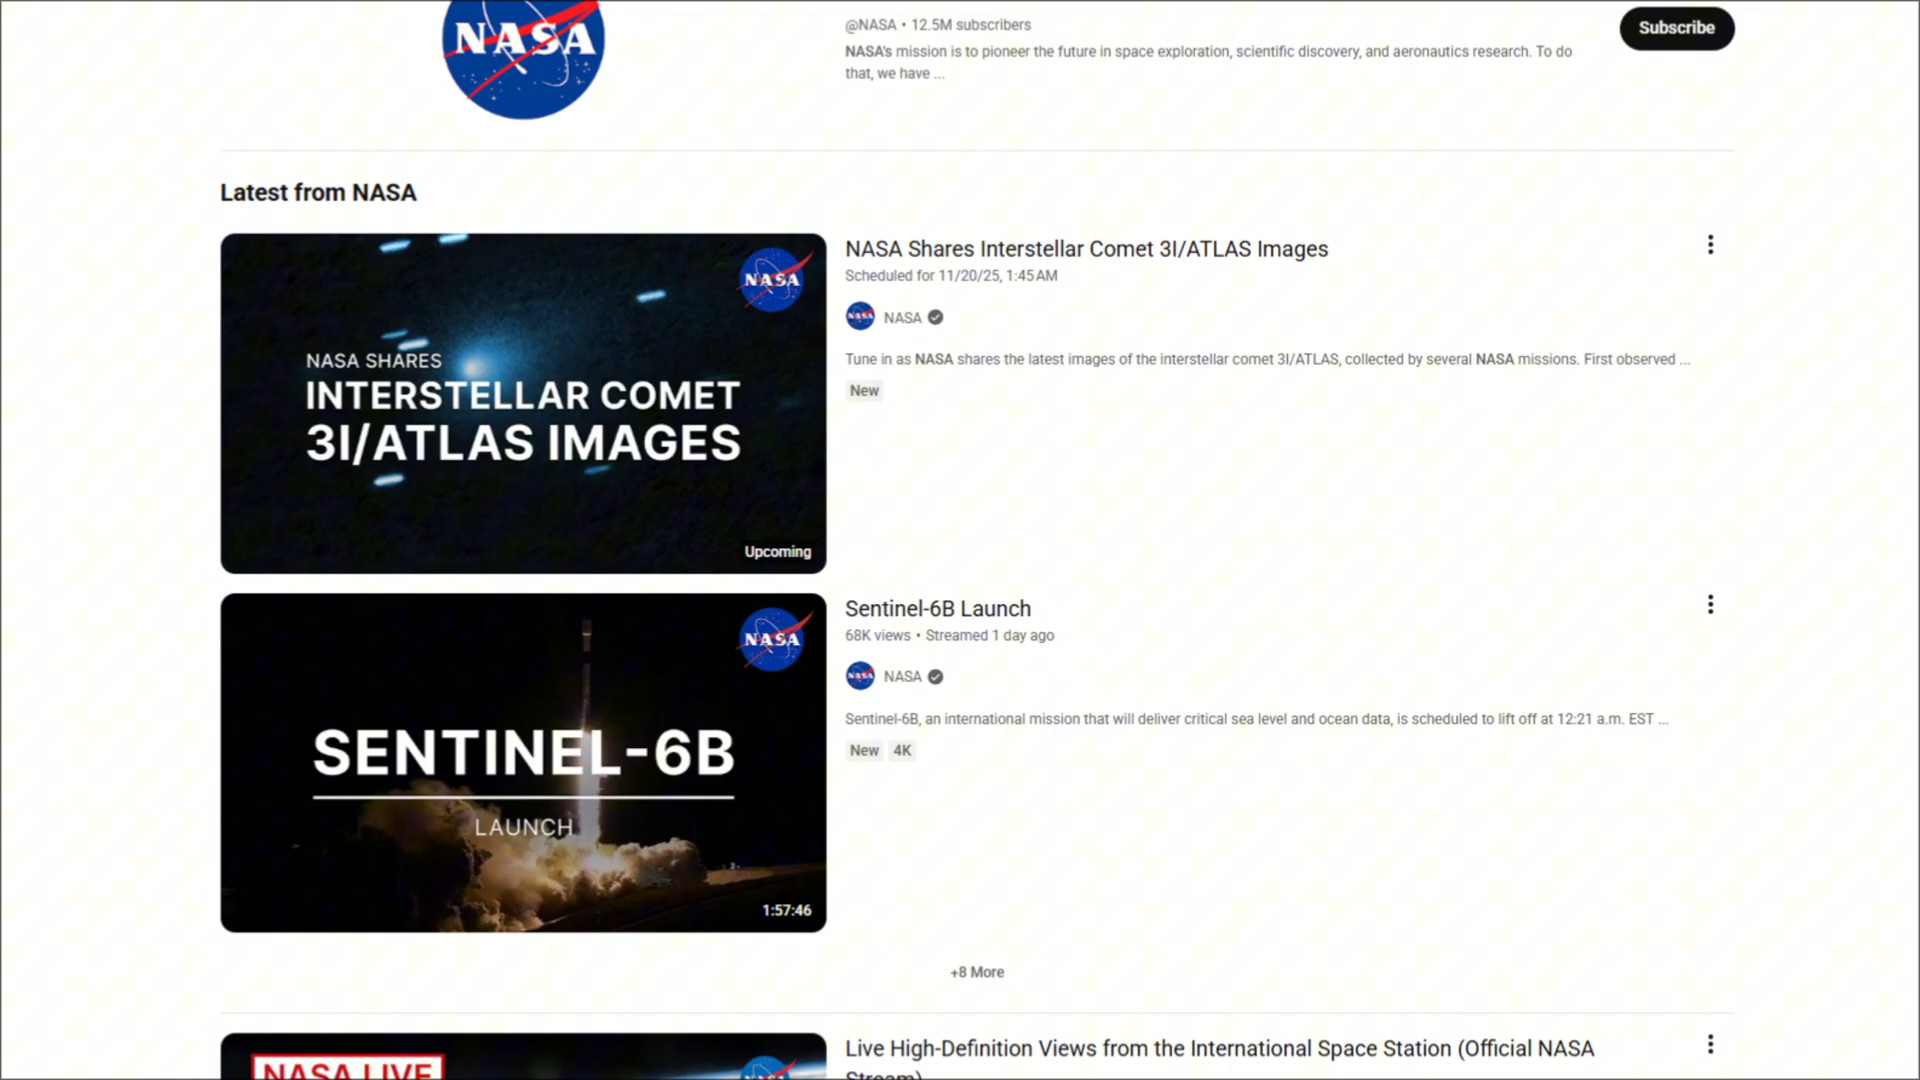 NASA
@NASA • 12.5M subscribers
Subscribe
NASA's mission is to pioneer the future in space exploration, scientific discovery, and aeronautics research. To do
that, we have ...
Latest from NASA
NASA
NASA SHARES
INTERSTELLAR COMET
3I/ATLAS IMAGES
Upcoming
NASA Shares Interstellar Comet 3I/ATLAS Images
Scheduled for 11/20/25, 1:45 AM
NASA
NASA
Tune in as NASA shares the latest images of the interstellar comet 3I/ATLAS, collected by several NASA missions. First observed ...
New
NASA
SENTINEL-6B
LAUNCH
1:57:46
Sentinel-6B Launch
68K views • Streamed 1 day ago
NASA
NASA
Sentinel-6B, an international mission that will deliver critical sea level and ocean data, is scheduled to lift off at 12:21 a.m. EST ...
New 4K
+8 More
NASA LIVE
NASA
Live High-Definition Views from the International Space Station (Official NASA
Stream)